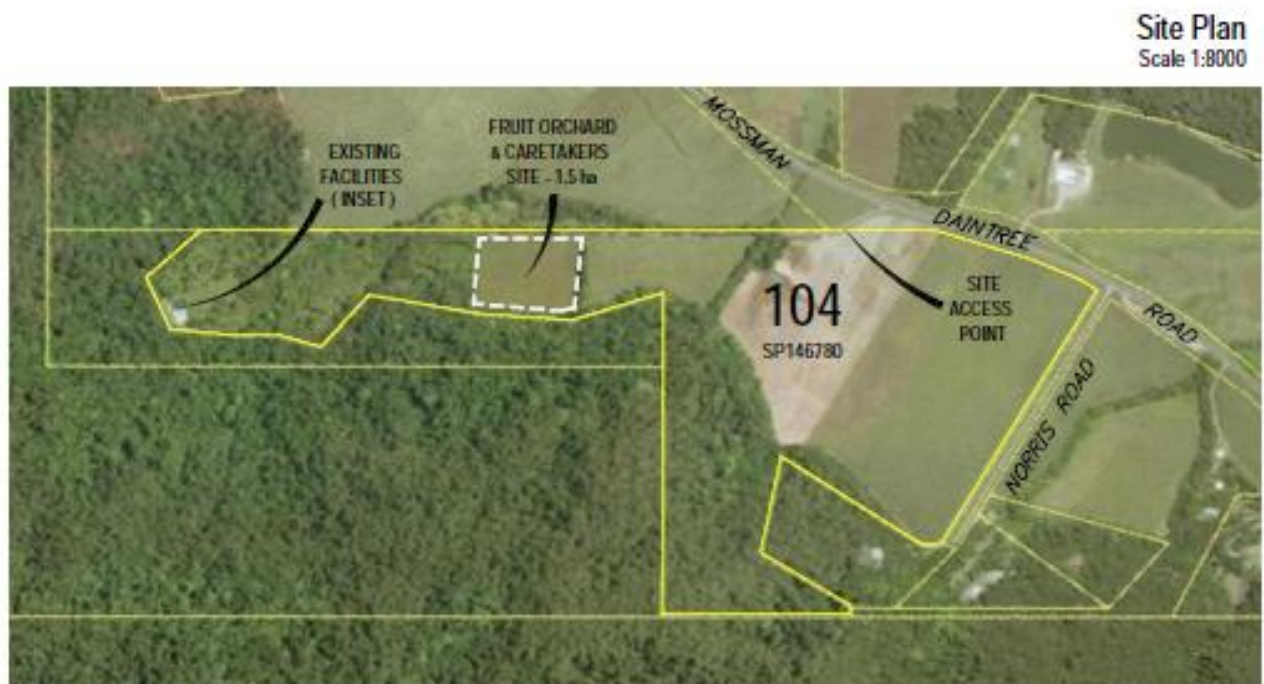 Site Plan
Scale 1:8000
MOSSMAN
FRUIT ORCHARD
& CARETAKERS
SITE - 1.5 ha
EXISTING
FACILITIES
( INSET )
DAINTREE
ROAD
104
SP146780
SITE
ACCESS
POINT
NORRIS ROAD